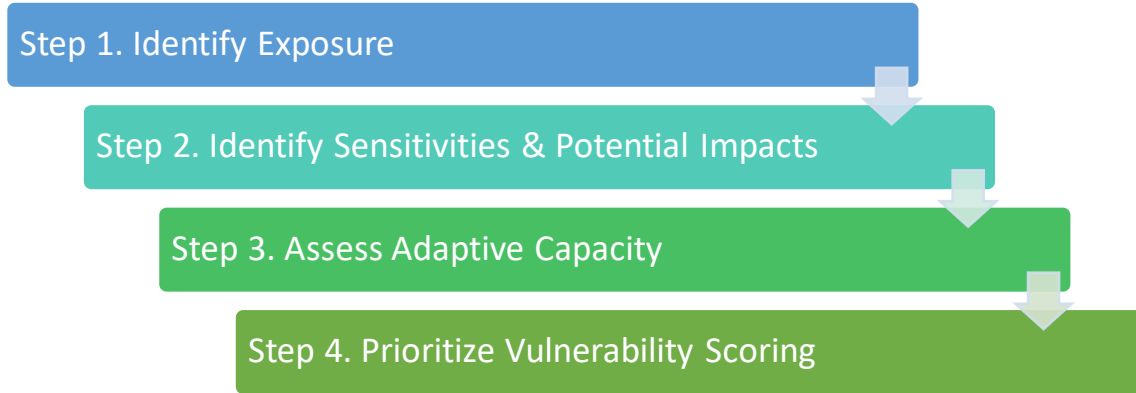 Step 1. Identify Exposure
Step 2. Identify Sensitivities & Potential Impacts
Step 3. Assess Adaptive Capacity
Step 4. Prioritize Vulnerability Scoring